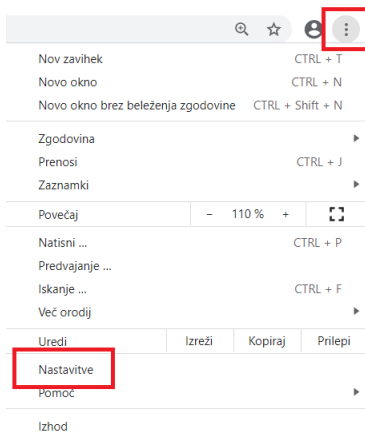 Nov zavihek CTRL + T
Novo okno CTRL + N
Novo okno brez beleženja zgodovine CTRL + Shift + N
Zgodovina
Prenosi CTRL + J
Zaznamki
Povečaj - 110 % +
Natisni ... CTRL + P
Predvajanje ...
Iskanje ... CTRL + F
Več orodij
Uredi Izreži Kopiraj Prilepi
Nastavitve
Pomoč
Izhod